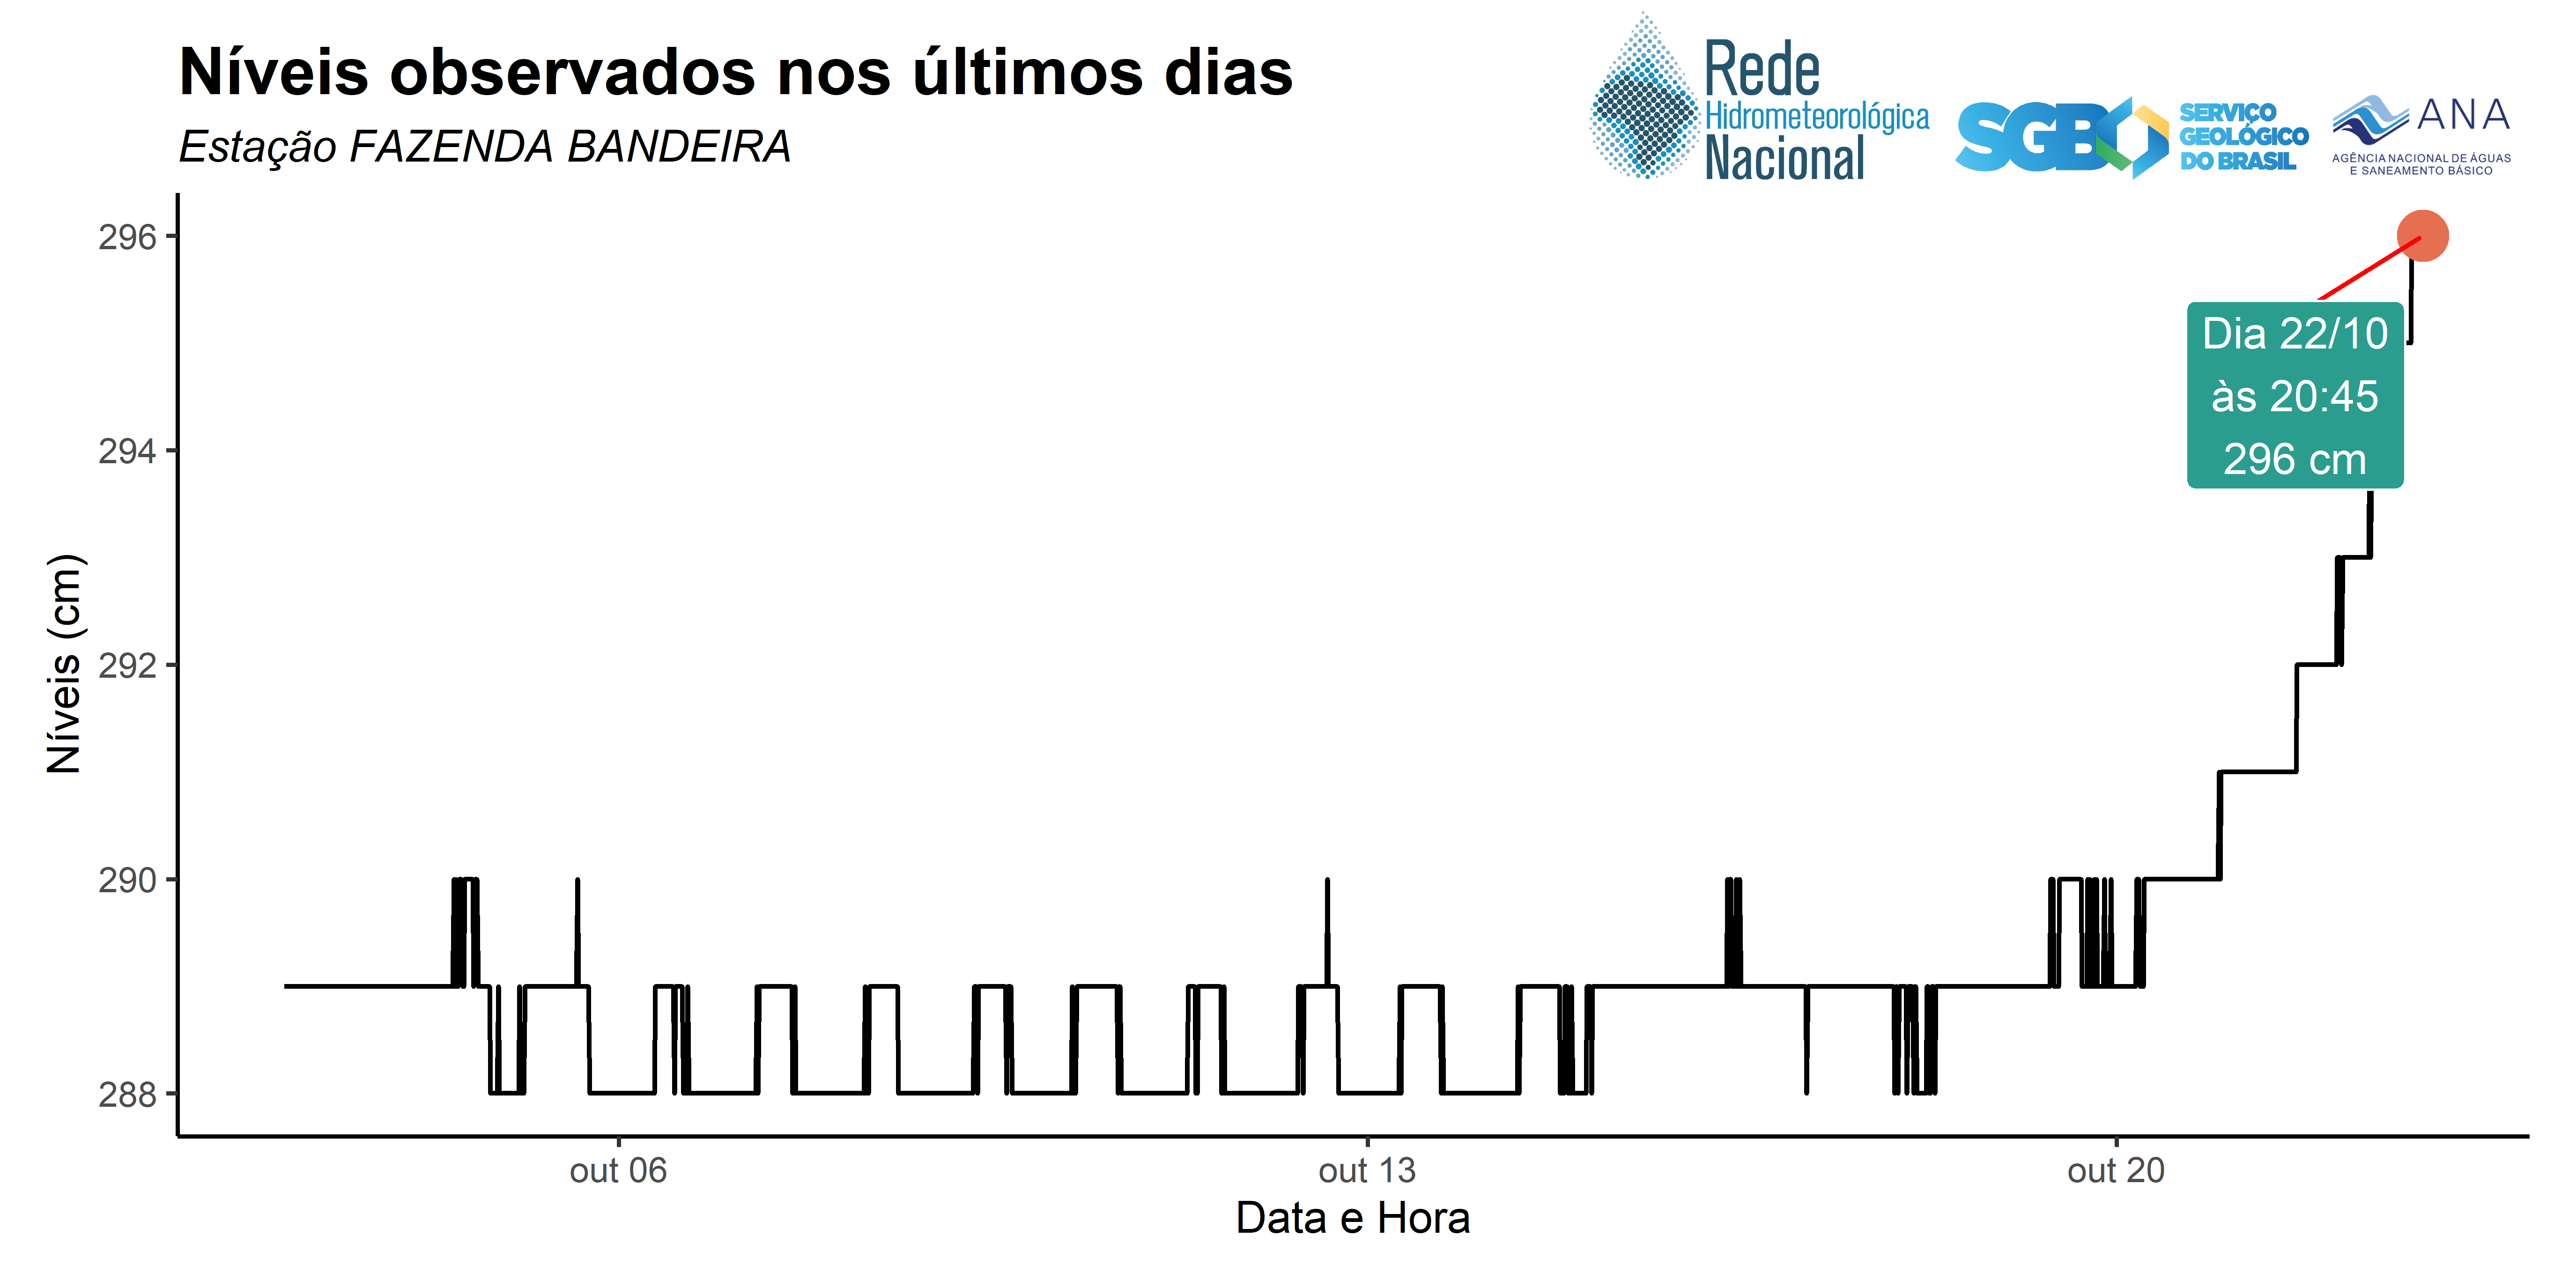 Níveis observados nos últimos dias
Estação FAZENDA BANDEIRA
Rede
Hidrometeorológica
Nacional
SGB
SERVIÇO
GEOLÓGICO
DO BRASIL
ANA
AGÊNCIA NACIONAL DE ÁGUAS
E SANEAMENTO BÁSICO
296
294
292
290
288
Níveis (cm)
Dia 22/10
às 20:45
296 cm
out 06
out 13
out 20
Data e Hora